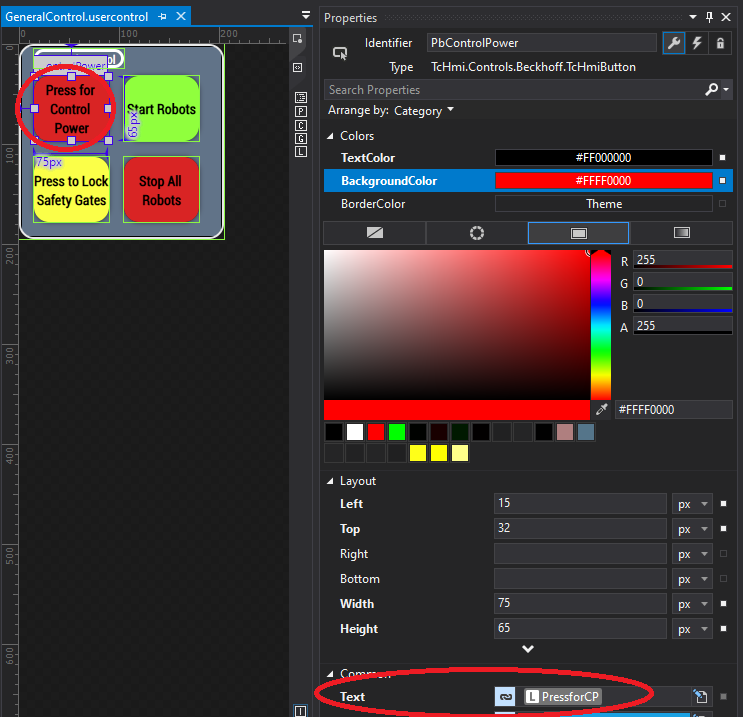 GeneralControl.usercontrol
0 100 200
Press for
Control
Power
Start Robots
65px
75px
Press to Lock
Safety Gates
Stop All
Robots
0
100
200
300
400
500
600
P
C
G
L
Properties
Identifier PbControlPower
Type TcHmi.Controls.Beckhoff.TcHmiButton
Search Properties
Arrange by: Category
Colors
TextColor #FF000000
BackgroundColor #FFFF0000
BorderColor Theme
R 255
G 0
B 0
A 255
#FFFF0000
Layout
Left 15 px
Top 32 px
Right px
Bottom px
Width 75 px
Height 65 px
Common
Text L PressforCP